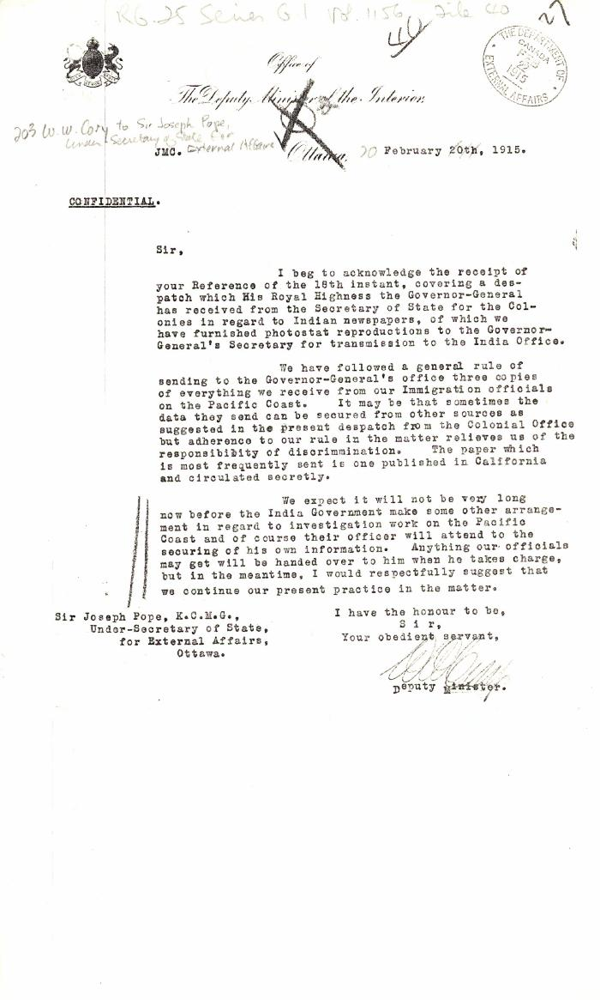 RG.25 Series G.1 Vol. 1156 File 40
27
40
THE DEPARTMENT OF
EXTERNAL AFFAIRS
CANADA
FEB
22
1915
Office of
The Deputy Minister of the Interior,
203 W.W. Cory to Sir Joseph Pope,
Under-Secretary of State for
External Affairs
JMC.
Ottawa, 20 February 20th, 1915.
CONFIDENTIAL.
Sir,
I beg to acknowledge the receipt of
your Reference of the 18th instant, covering a des-
patch which His Royal Highness the Governor-General
has received from the Secretary of State for the Col-
onies in regard to Indian newspapers, of which we
have furnished photostat reproductions to the Governor-
General's Secretary for transmission to the India Office.
We have followed a general rule of
sending to the Governor-General's office three copies
of everything we receive from our Immigration officials
on the Pacific Coast. It may be that sometimes the
data they send can be secured from other sources as
suggested in the present despatch from the Colonial Office
but adherence to our rule in the matter relieves us of the
responsibility of discrimination. The paper which
is most frequently sent is one published in California
and circulated secretly.
We expect it will not be very long
now before the India Government make some other arrange-
ment in regard to investigation work on the Pacific
Coast and of course their officer will attend to the
securing of his own information. Anything our officials
may get will be handed over to him when he takes charge,
but in the meantime, I would respectfully suggest that
we continue our present practice in the matter.
I have the honour to be,
S i r,
Your obedient servant,
Deputy Minister.
Sir Joseph Pope, K.C.M.G.,
Under-Secretary of State,
for External Affairs,
Ottawa.